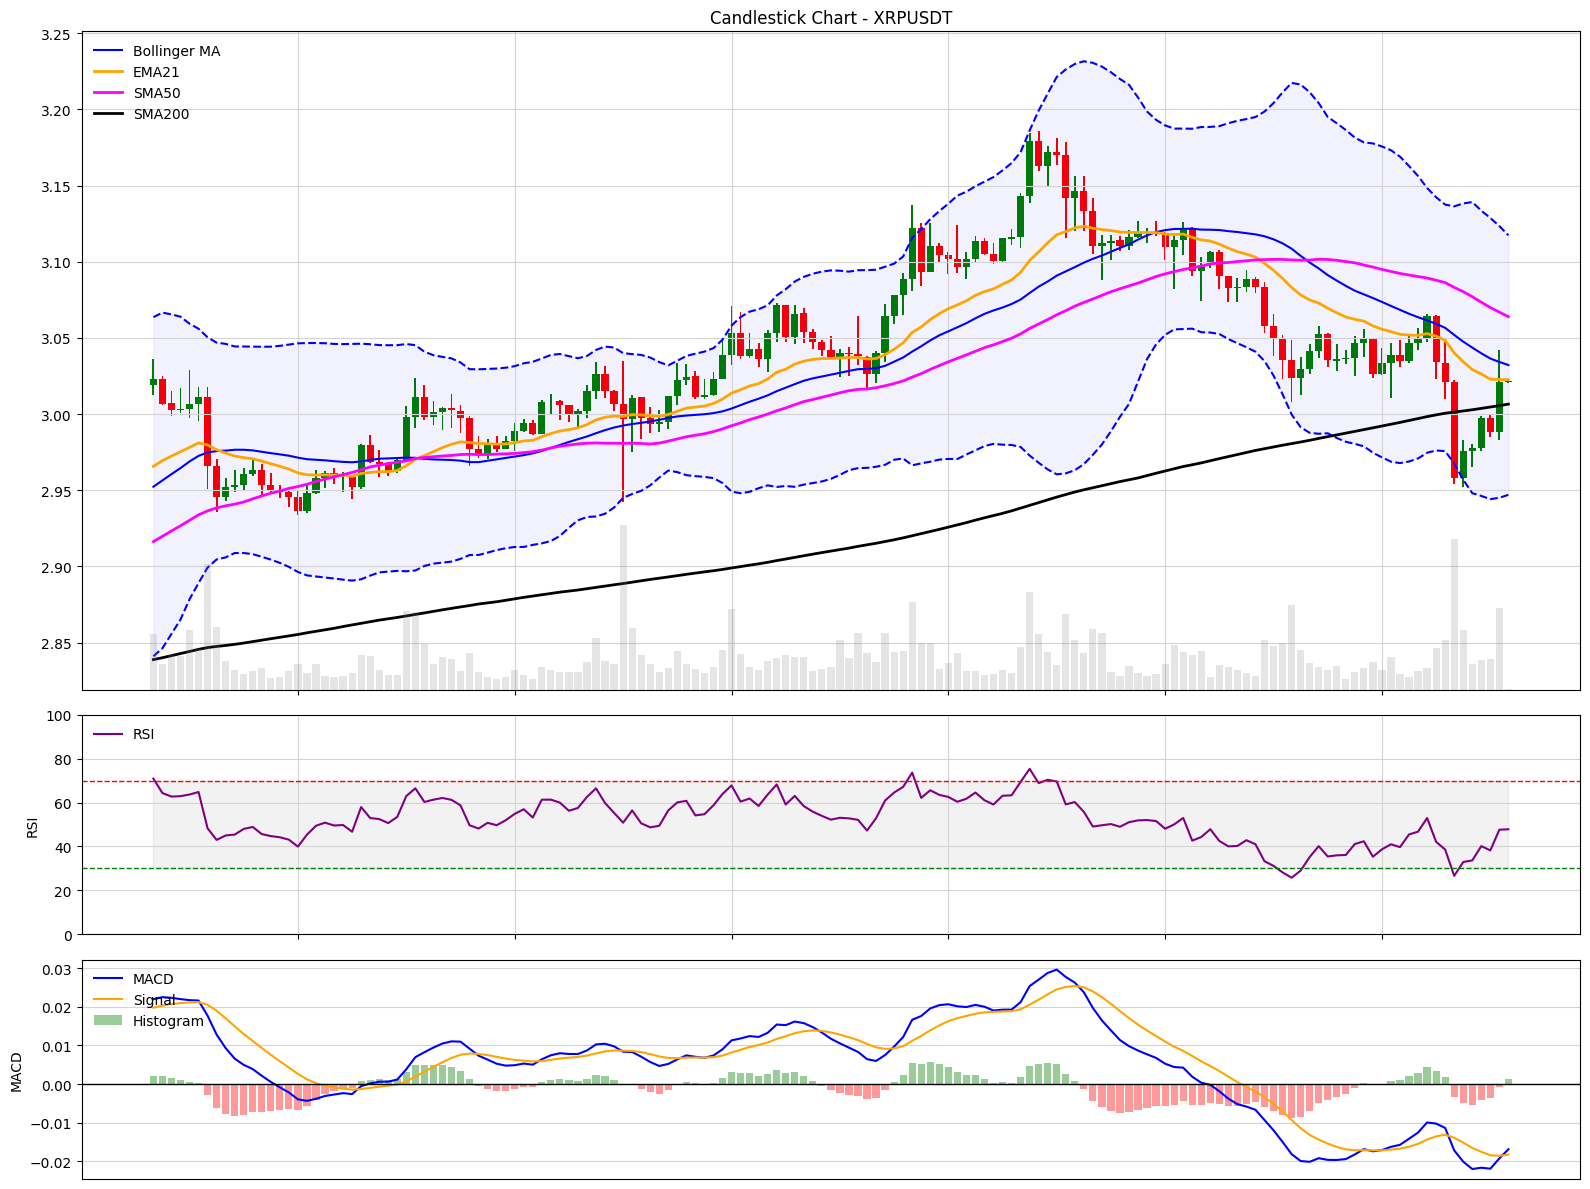 Candlestick Chart - XRPUSDT
3.25
3.20
3.15
3.10
3.05
3.00
2.95
2.90
2.85
Bollinger MA
EMA21
SMA50
SMA200
100
80
60
40
20
0
RSI
RSI
0.03
0.02
0.01
0.00
−0.01
−0.02
MACD
MACD
Signal
Histogram